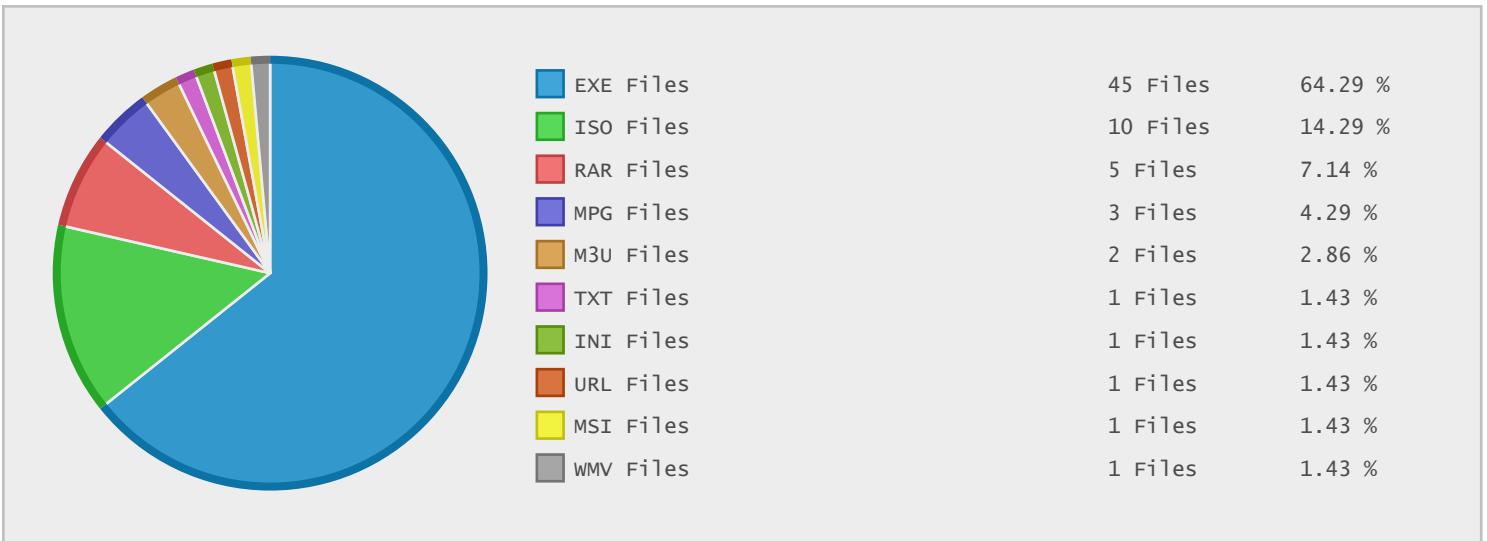 EXE Files 45 Files 64.29 %
ISO Files 10 Files 14.29 %
RAR Files 5 Files 7.14 %
MPG Files 3 Files 4.29 %
M3U Files 2 Files 2.86 %
TXT Files 1 Files 1.43 %
INI Files 1 Files 1.43 %
URL Files 1 Files 1.43 %
MSI Files 1 Files 1.43 %
WMV Files 1 Files 1.43 %